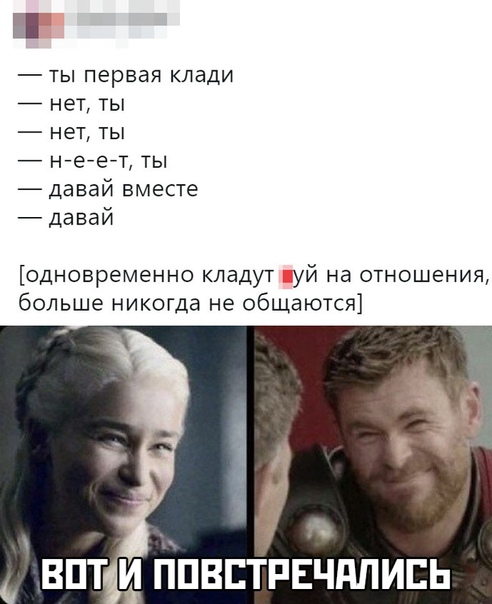 — ты первая клади
— нет, ты
— нет, ты
— н-е-е-т, ты
— давай вместе
— давай
[одновременно кладут уй на отношения,
больше никогда не общаются]
ВОТ И ПОВСТРЕЧАЛИСЬ